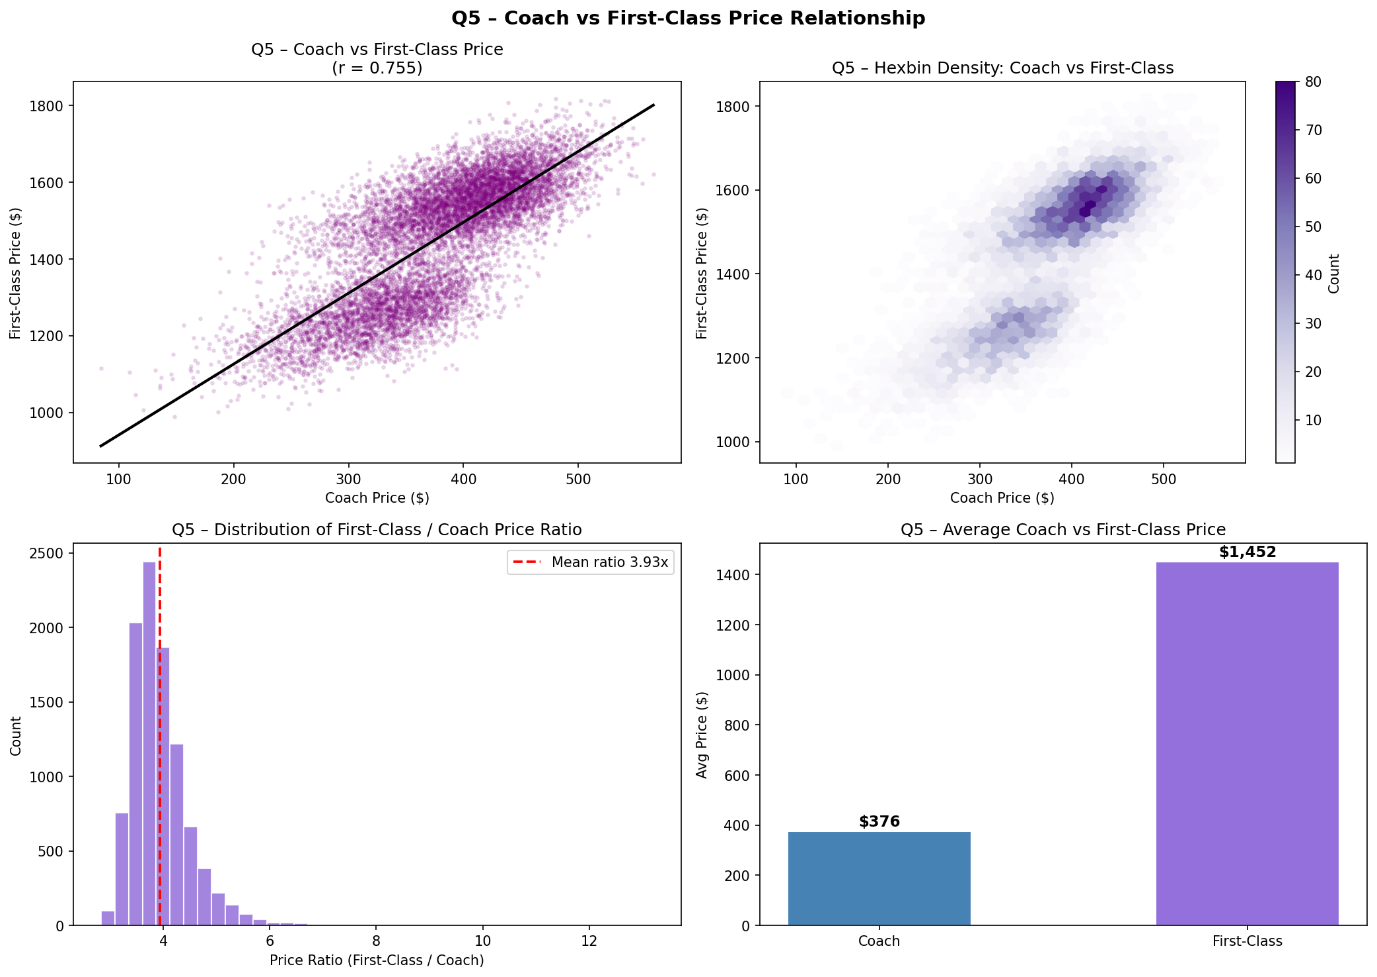 Q5 – Coach vs First-Class Price Relationship
Q5 – Coach vs First-Class Price
(r = 0.755)
First-Class Price ($)
1800
1600
1400
1200
1000
100 200 300 400 500
Coach Price ($)
Q5 – Hexbin Density: Coach vs First-Class
First-Class Price ($)
1800
1600
1400
1200
1000
100 200 300 400 500
Coach Price ($)
80
70
60
50
40
30
20
10
Count
Q5 – Distribution of First-Class / Coach Price Ratio
Mean ratio 3.93x
Count
2500
2000
1500
1000
500
0
4 6 8 10 12
Price Ratio (First-Class / Coach)
Q5 – Average Coach vs First-Class Price
Avg Price ($)
1400
1200
1000
800
600
400
200
0
$376
$1,452
Coach First-Class